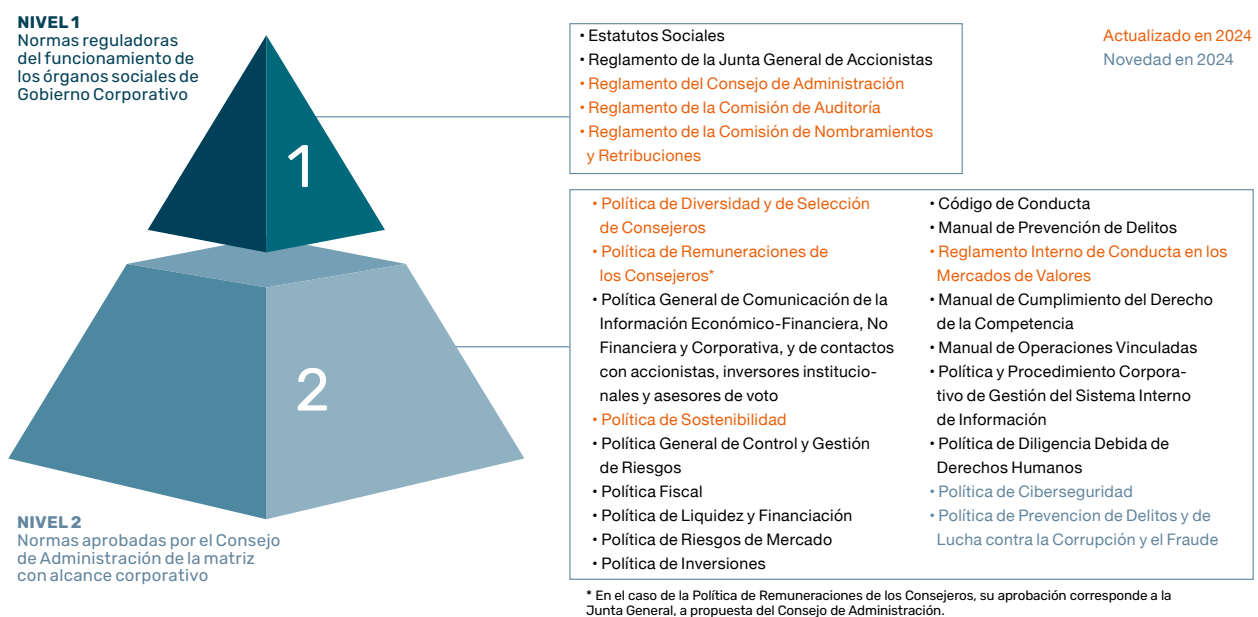 NIVEL 1
Normas reguladoras
del funcionamiento de
los órganos sociales de
Gobierno Corporativo
1
• Estatutos Sociales
• Reglamento de la Junta General de Accionistas
• Reglamento del Consejo de Administración
• Reglamento de la Comisión de Auditoría
• Reglamento de la Comisión de Nombramientos
y Retribuciones
Actualizado en 2024
Novedad en 2024
NIVEL 2
Normas aprobadas por el Consejo
de Administración de la matriz
con alcance corporativo
2
• Política de Diversidad y de Selección
de Consejeros
• Política de Remuneraciones de
los Consejeros*
• Política General de Comunicación de la
Información Económico-Financiera, No
Financiera y Corporativa, y de contactos
con accionistas, inversores institucio-
nales y asesores de voto
• Política de Sostenibilidad
• Política General de Control y Gestión
de Riesgos
• Política Fiscal
• Política de Liquidez y Financiación
• Política de Riesgos de Mercado
• Política de Inversiones
• Código de Conducta
• Manual de Prevención de Delitos
• Reglamento Interno de Conducta en los
Mercados de Valores
• Manual de Cumplimiento del Derecho
de la Competencia
• Manual de Operaciones Vinculadas
• Política y Procedimiento Corpora-
tivo de Gestión del Sistema Interno
de Información
• Política de Diligencia Debida de
Derechos Humanos
• Política de Ciberseguridad
• Política de Prevencion de Delitos y de
Lucha contra la Corrupción y el Fraude
* En el caso de la Política de Remuneraciones de los Consejeros, su aprobación corresponde a la
Junta General, a propuesta del Consejo de Administración.